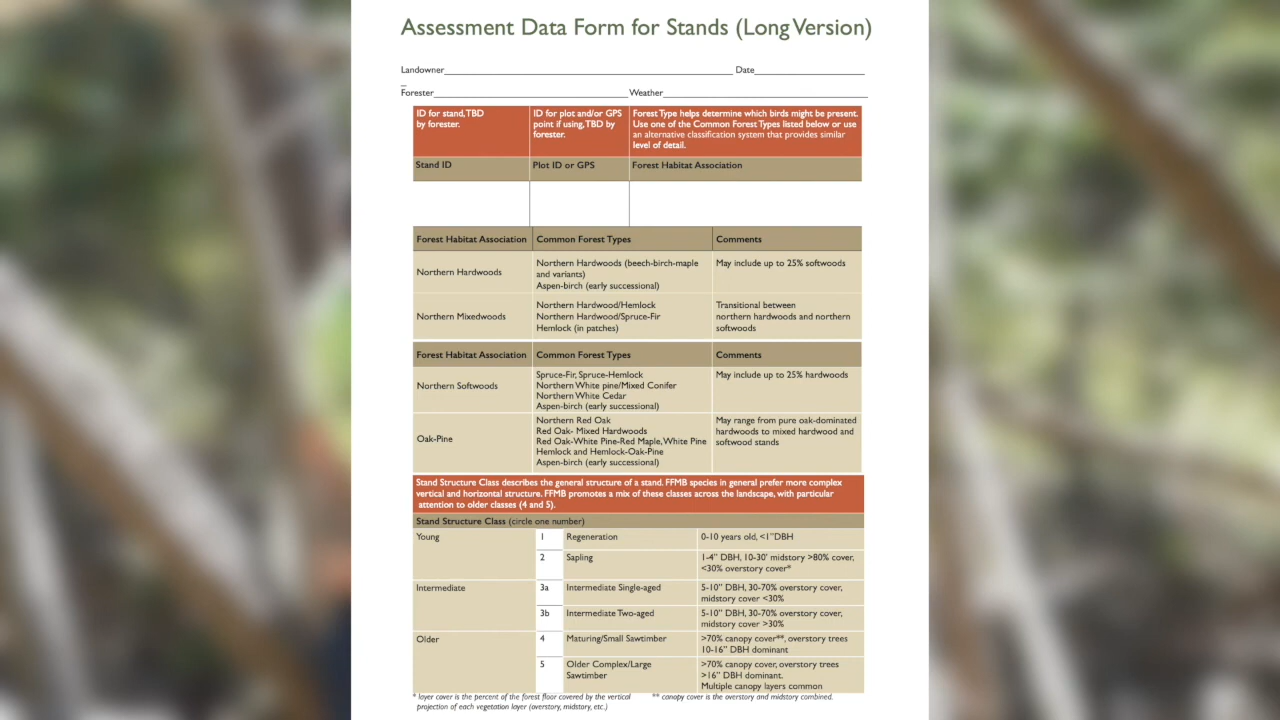 Assessment Data Form for Stands (Long Version)
Landowner____________________ Date____________________
_
Forester____________________ Weather____________________
ID for stand, TBD
by forester.
ID for plot and/or GPS
point if using, TBD by
forester.
Forest Type helps determine which birds might be present.
Use one of the Common Forest Types listed below or use
an alternative classification system that provides similar
level of detail.
Stand ID
Plot ID or GPS
Forest Habitat Association
Forest Habitat Association
Common Forest Types
Comments
Northern Hardwoods
Northern Hardwoods (beech-birch-maple
and variants)
Aspen-birch (early successional)
May include up to 25% softwoods
Northern Mixedwoods
Northern Hardwood/Hemlock
Northern Hardwood/Spruce-Fir
Hemlock (in patches)
Transitional between
northern hardwoods and northern
softwoods
Forest Habitat Association
Common Forest Types
Comments
Northern Softwoods
Spruce-Fir, Spruce-Hemlock
Northern White pine/Mixed Conifer
Northern White Cedar
Aspen-birch (early successional)
May include up to 25% hardwoods
Oak-Pine
Northern Red Oak
Red Oak- Mixed Hardwoods
Red Oak-White Pine-Red Maple, White Pine
Hemlock and Hemlock-Oak-Pine
Aspen-birch (early successional)
May range from pure oak-dominated
hardwoods to mixed hardwood and
softwood stands
Stand Structure Class describes the general structure of a stand. FFMB species in general prefer more complex
vertical and horizontal structure. FFMB promotes a mix of these classes across the landscape, with particular
attention to older classes (4 and 5).
Stand Structure Class (circle one number)
Young
1
Regeneration
0-10 years old, <1"DBH
2
Sapling
1-4" DBH, 10-30' midstory >80% cover,
<30% overstory cover*
Intermediate
3a
Intermediate Single-aged
5-10" DBH, 30-70% overstory cover,
midstory cover <30%
3b
Intermediate Two-aged
5-10" DBH, 30-70% overstory cover,
midstory cover >30%
Older
4
Maturing/Small Sawtimber
>70% canopy cover**, overstory trees
10-16" DBH dominant
5
Older Complex/Large
Sawtimber
>70% canopy cover, overstory trees
>16" DBH dominant.
Multiple canopy layers common
* layer cover is the percent of the forest floor covered by the vertical
projection of each vegetation layer (overstory, midstory, etc.)
** canopy cover is the overstory and midstory combined.